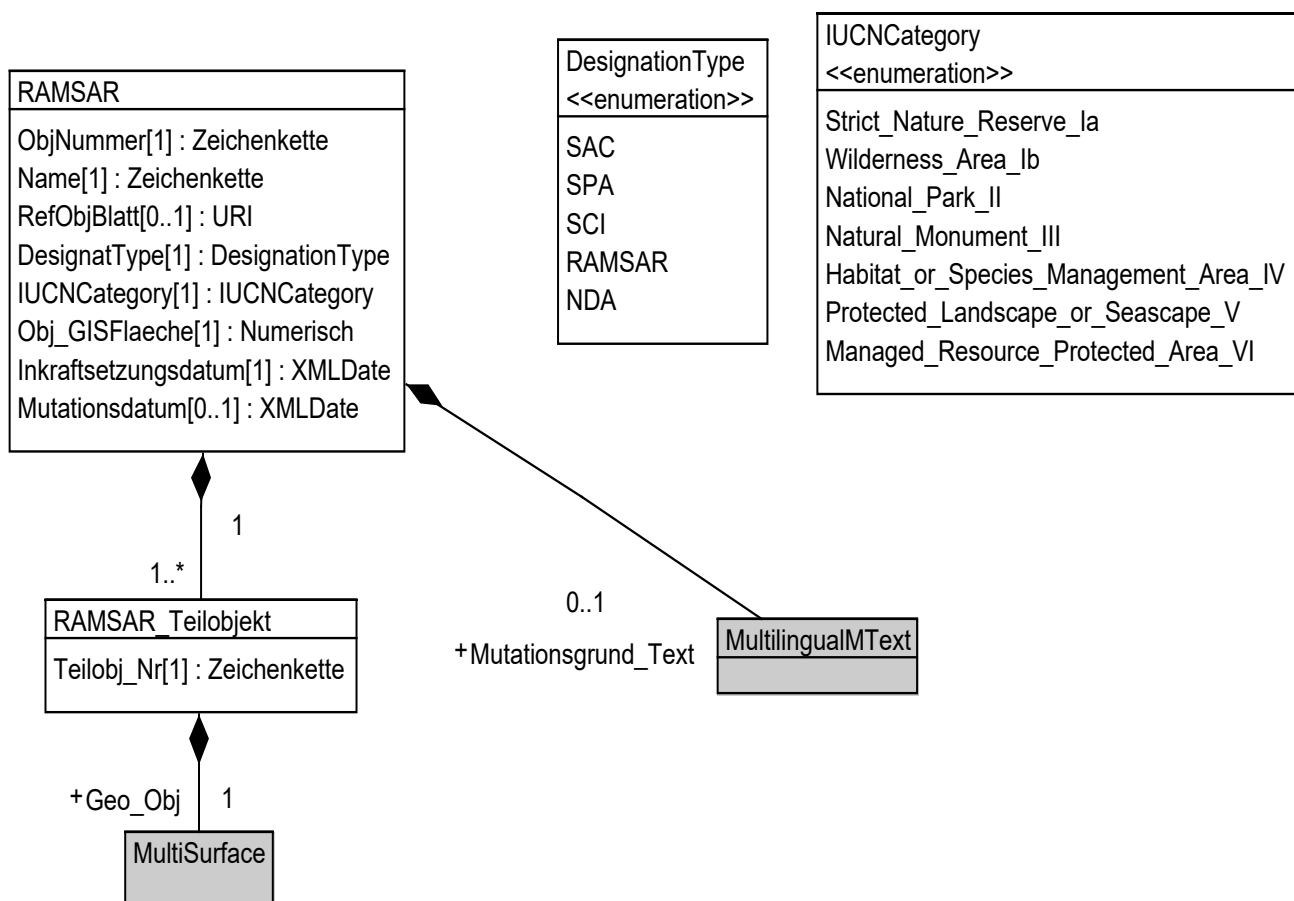 RAMSAR
ObjNummer[1] : Zeichenkette
Name[1] : Zeichenkette
RefObjBlatt[0..1] : URI
DesignatType[1] : DesignationType
IUCNCategory[1] : IUCNCategory
Obj_GISFlaeche[1] : Numerisch
Inkraftsetzungsdatum[1] : XMLDate
Mutationsdatum[0..1] : XMLDate
DesignationType
<<enumeration>>
SAC
SPA
SCI
RAMSAR
NDA
IUCNCategory
<<enumeration>>
Strict_Nature_Reserve_Ia
Wilderness_Area_Ib
National_Park_II
Natural_Monument_III
Habitat_or_Species_Management_Area_IV
Protected_Landscape_or_Seascape_V
Managed_Resource_Protected_Area_VI
1
1..*
RAMSAR_Teilobjekt
Teilobj_Nr[1] : Zeichenkette
0..1
+Mutationsgrund_Text
MultilingualMText
+Geo_Obj
1
MultiSurface